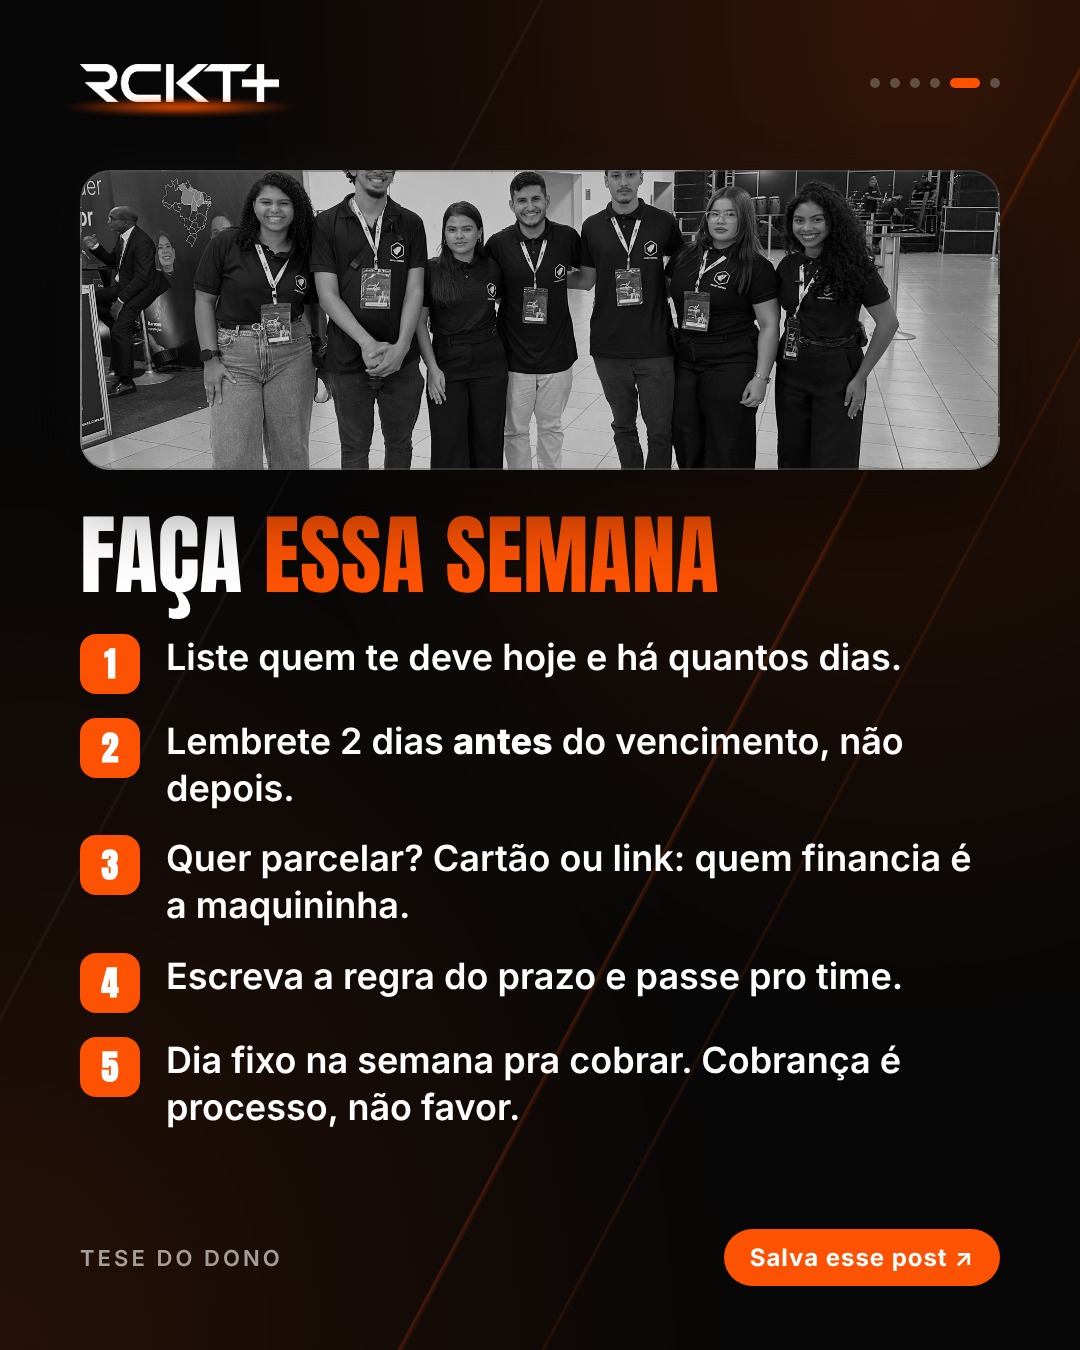 RCKT+
FAÇA ESSA SEMANA
1
Liste quem te deve hoje e há quantos dias.
2
Lembrete 2 dias antes do vencimento, não
depois.
3
Quer parcelar? Cartão ou link: quem financia é
a maquininha.
4
Escreva a regra do prazo e passe pro time.
5
Dia fixo na semana pra cobrar. Cobrança é
processo, não favor.
TESE DO DONO
Salva esse post ↗